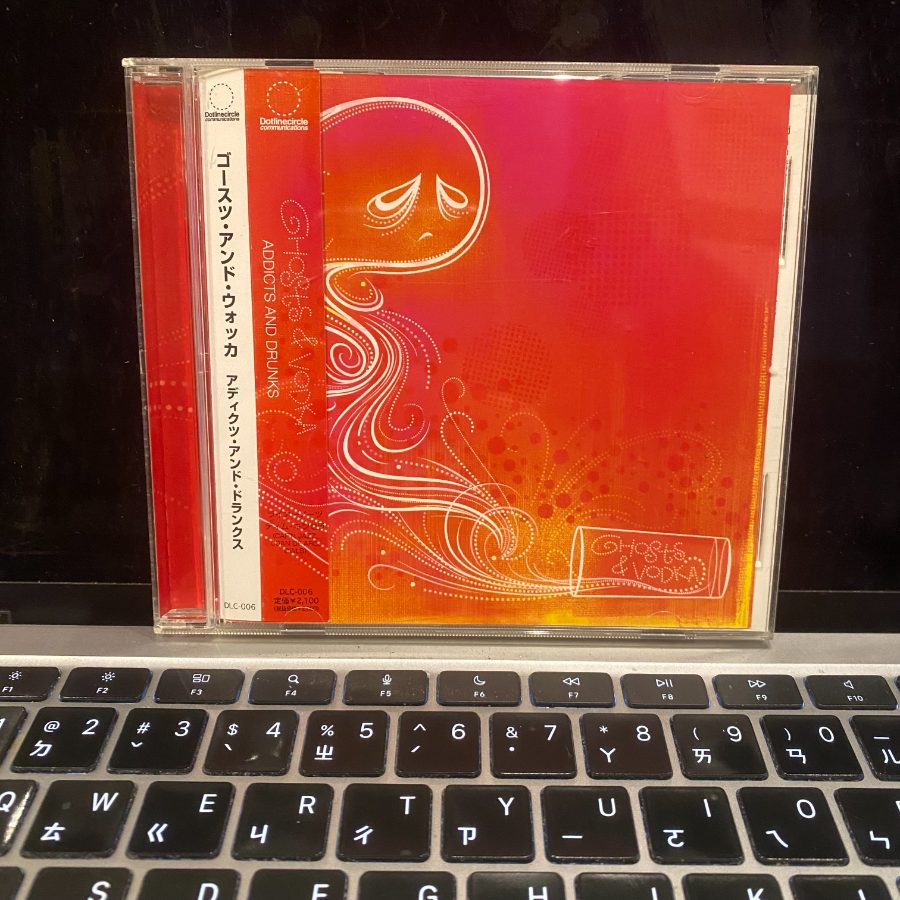 Dotlinecircle
communications
ゴースツ・アンド・ウォッカ アディクツ・アンド・ドランクス
DLC-006
Dotlinecircle
communications
GHOSTS & VODKA
ADDICTS AND DRUNKS
DLC-006
定価¥2,100
GHOSTS
& VODKA
F1 F2 F3 F4 F5 F6 F7 F8 F9 F10
@ 2 # 3 $ 4 % 5 ^ 6 & 7 * 8 ( 9 ) 0
ㄉ ˇ ˋ ㄓ ˊ ˙ ㄚ ㄞ ㄢ ㄦ
Q W E R T Y U I O
ㄊ ㄍ ㄐ ㄔ ㄗ ㄧ ㄛ ㄟ ㄣ
S D F G H J K L